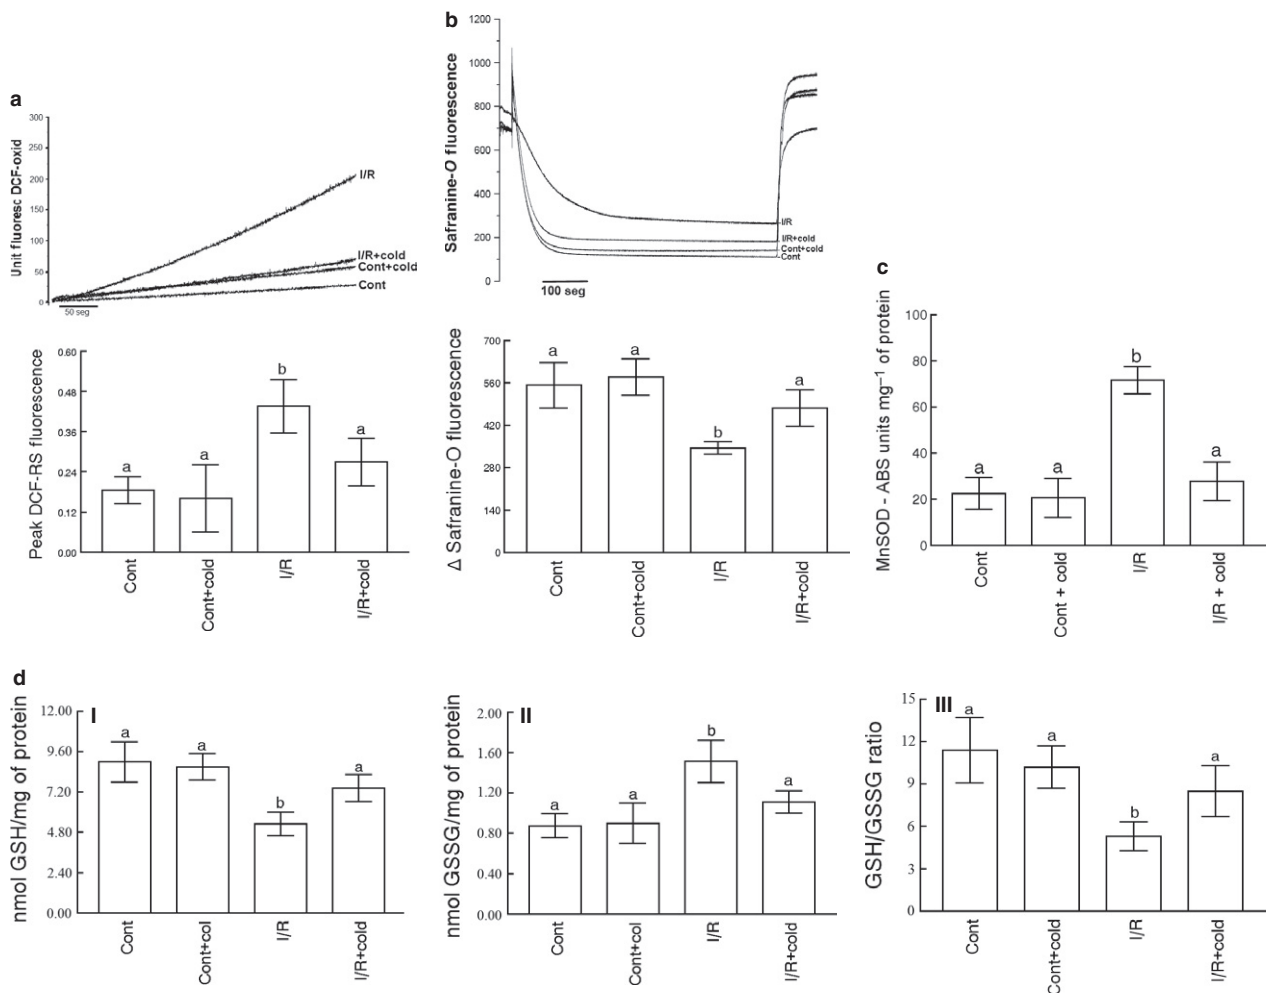 a
Unit fluoresc DCF-oxid
300
250
200
150
100
50
0
I/R
I/R+cold
Cont+cold
Cont
50 seg
Peak DCF-RS fluorescence
0.60
0.48
0.36
0.24
0.12
0.00
a
a
b
a
Cont
Cont+cold
I/R
I/R+cold
b
Safranine-O fluorescence
1200
1000
800
600
400
200
0
I/R
I/R+cold
Cont+cold
Cont
100 seg
Δ Safranine-O fluorescence
700
560
420
280
140
0
a
a
b
a
Cont
Cont+cold
I/R
I/R+cold
c
MnSOD - ABS units mg⁻¹ of protein
100
80
60
40
20
0
a
a
b
a
Cont
Cont + cold
I/R
I/R + cold
d
I
nmol GSH/mg of protein
12.00
9.60
7.20
4.80
2.40
0.00
a
a
b
a
Cont
Cont+col
I/R
I/R+cold
II
nmol GSSG/mg of protein
2.00
1.60
1.20
0.80
0.40
0.00
a
a
b
a
Cont
Cont+col
I/R
I/R+cold
III
GSH/GSSG ratio
15
12
9
6
3
0
a
a
b
a
Cont
Cont+cold
I/R
I/R+cold